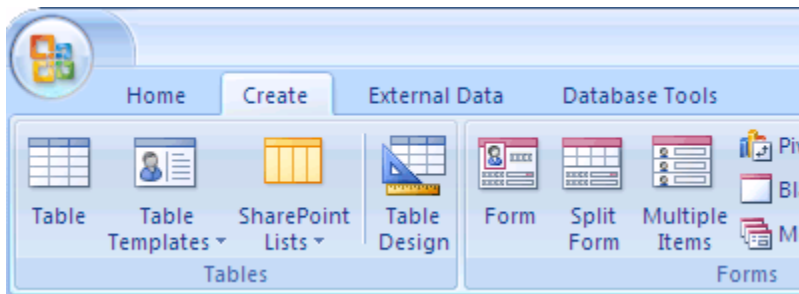 Home Create External Data Database Tools
Table
Table Templates
SharePoint Lists
Table Design
Form
Split Form
Multiple Items
Tables
Forms